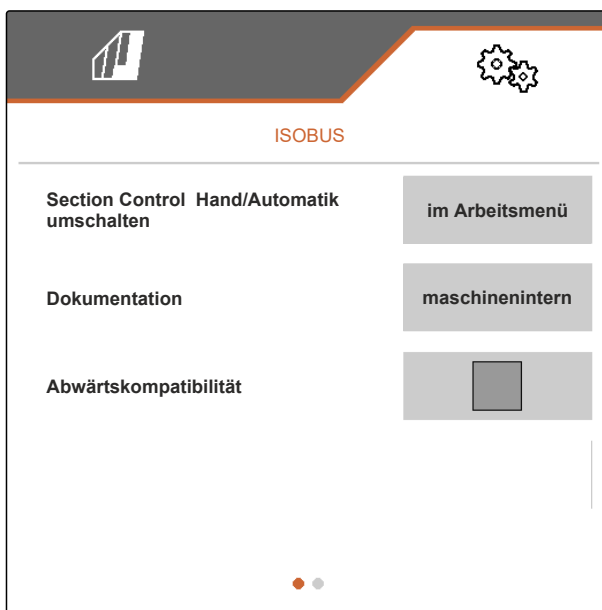 ISOBUS
Section Control Hand/Automatik
umschalten
im Arbeitsmenü
Dokumentation
maschinenintern
Abwärtskompatibilität